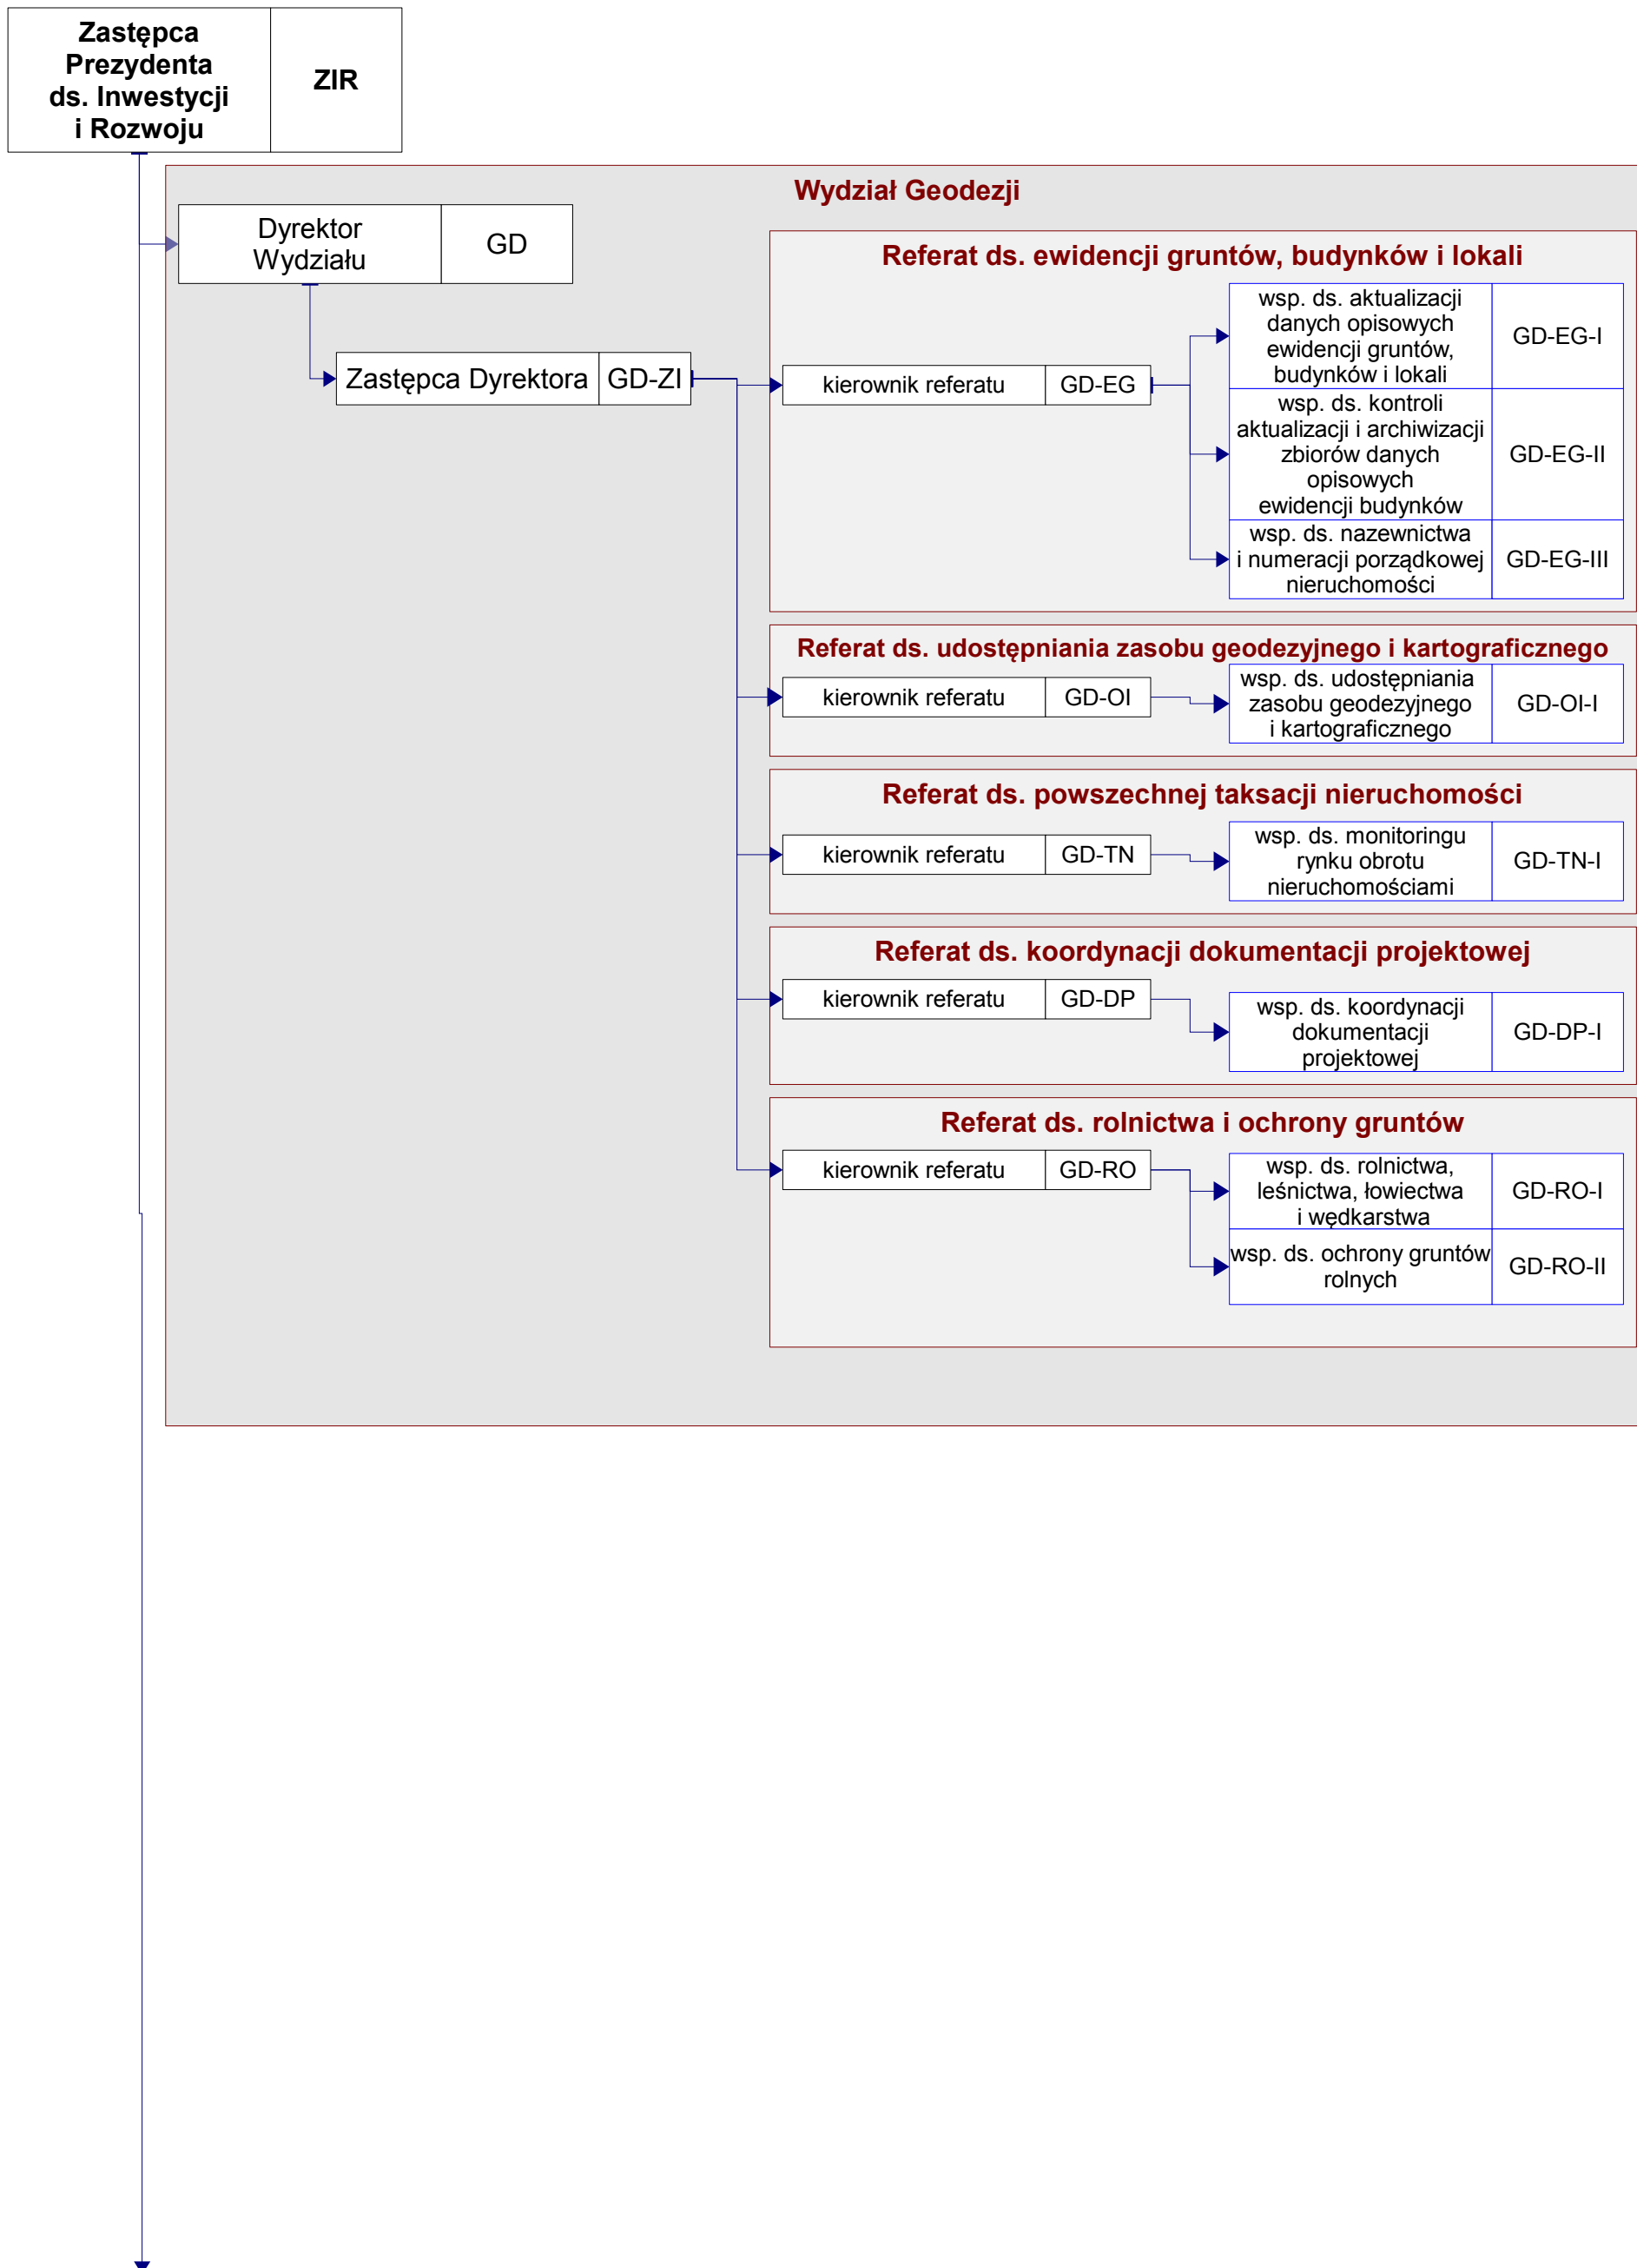 Zastępca
Prezydenta
ds. Inwestycji
i Rozwoju
ZIR
Wydział Geodezji
Dyrektor
Wydziału
GD
Zastępca Dyrektora
GD-ZI
Referat ds. ewidencji gruntów, budynków i lokali
kierownik referatu
GD-EG
wsp. ds. aktualizacji
danych opisowych
ewidencji gruntów,
budynków i lokali
GD-EG-I
wsp. ds. kontroli
aktualizacji i archiwizacji
zbiorów danych
opisowych
ewidencji budynków
GD-EG-II
wsp. ds. nazewnictwa
i numeracji porządkowej
nieruchomości
GD-EG-III
Referat ds. udostępniania zasobu geodezyjnego i kartograficznego
kierownik referatu
GD-OI
wsp. ds. udostępniania
zasobu geodezyjnego
i kartograficznego
GD-OI-I
Referat ds. powszechnej taksacji nieruchomości
kierownik referatu
GD-TN
wsp. ds. monitoringu
rynku obrotu
nieruchomościami
GD-TN-I
Referat ds. koordynacji dokumentacji projektowej
kierownik referatu
GD-DP
wsp. ds. koordynacji
dokumentacji
projektowej
GD-DP-I
Referat ds. rolnictwa i ochrony gruntów
kierownik referatu
GD-RO
wsp. ds. rolnictwa,
leśnictwa, łowiectwa
i wędkarstwa
GD-RO-I
wsp. ds. ochrony gruntów
rolnych
GD-RO-II